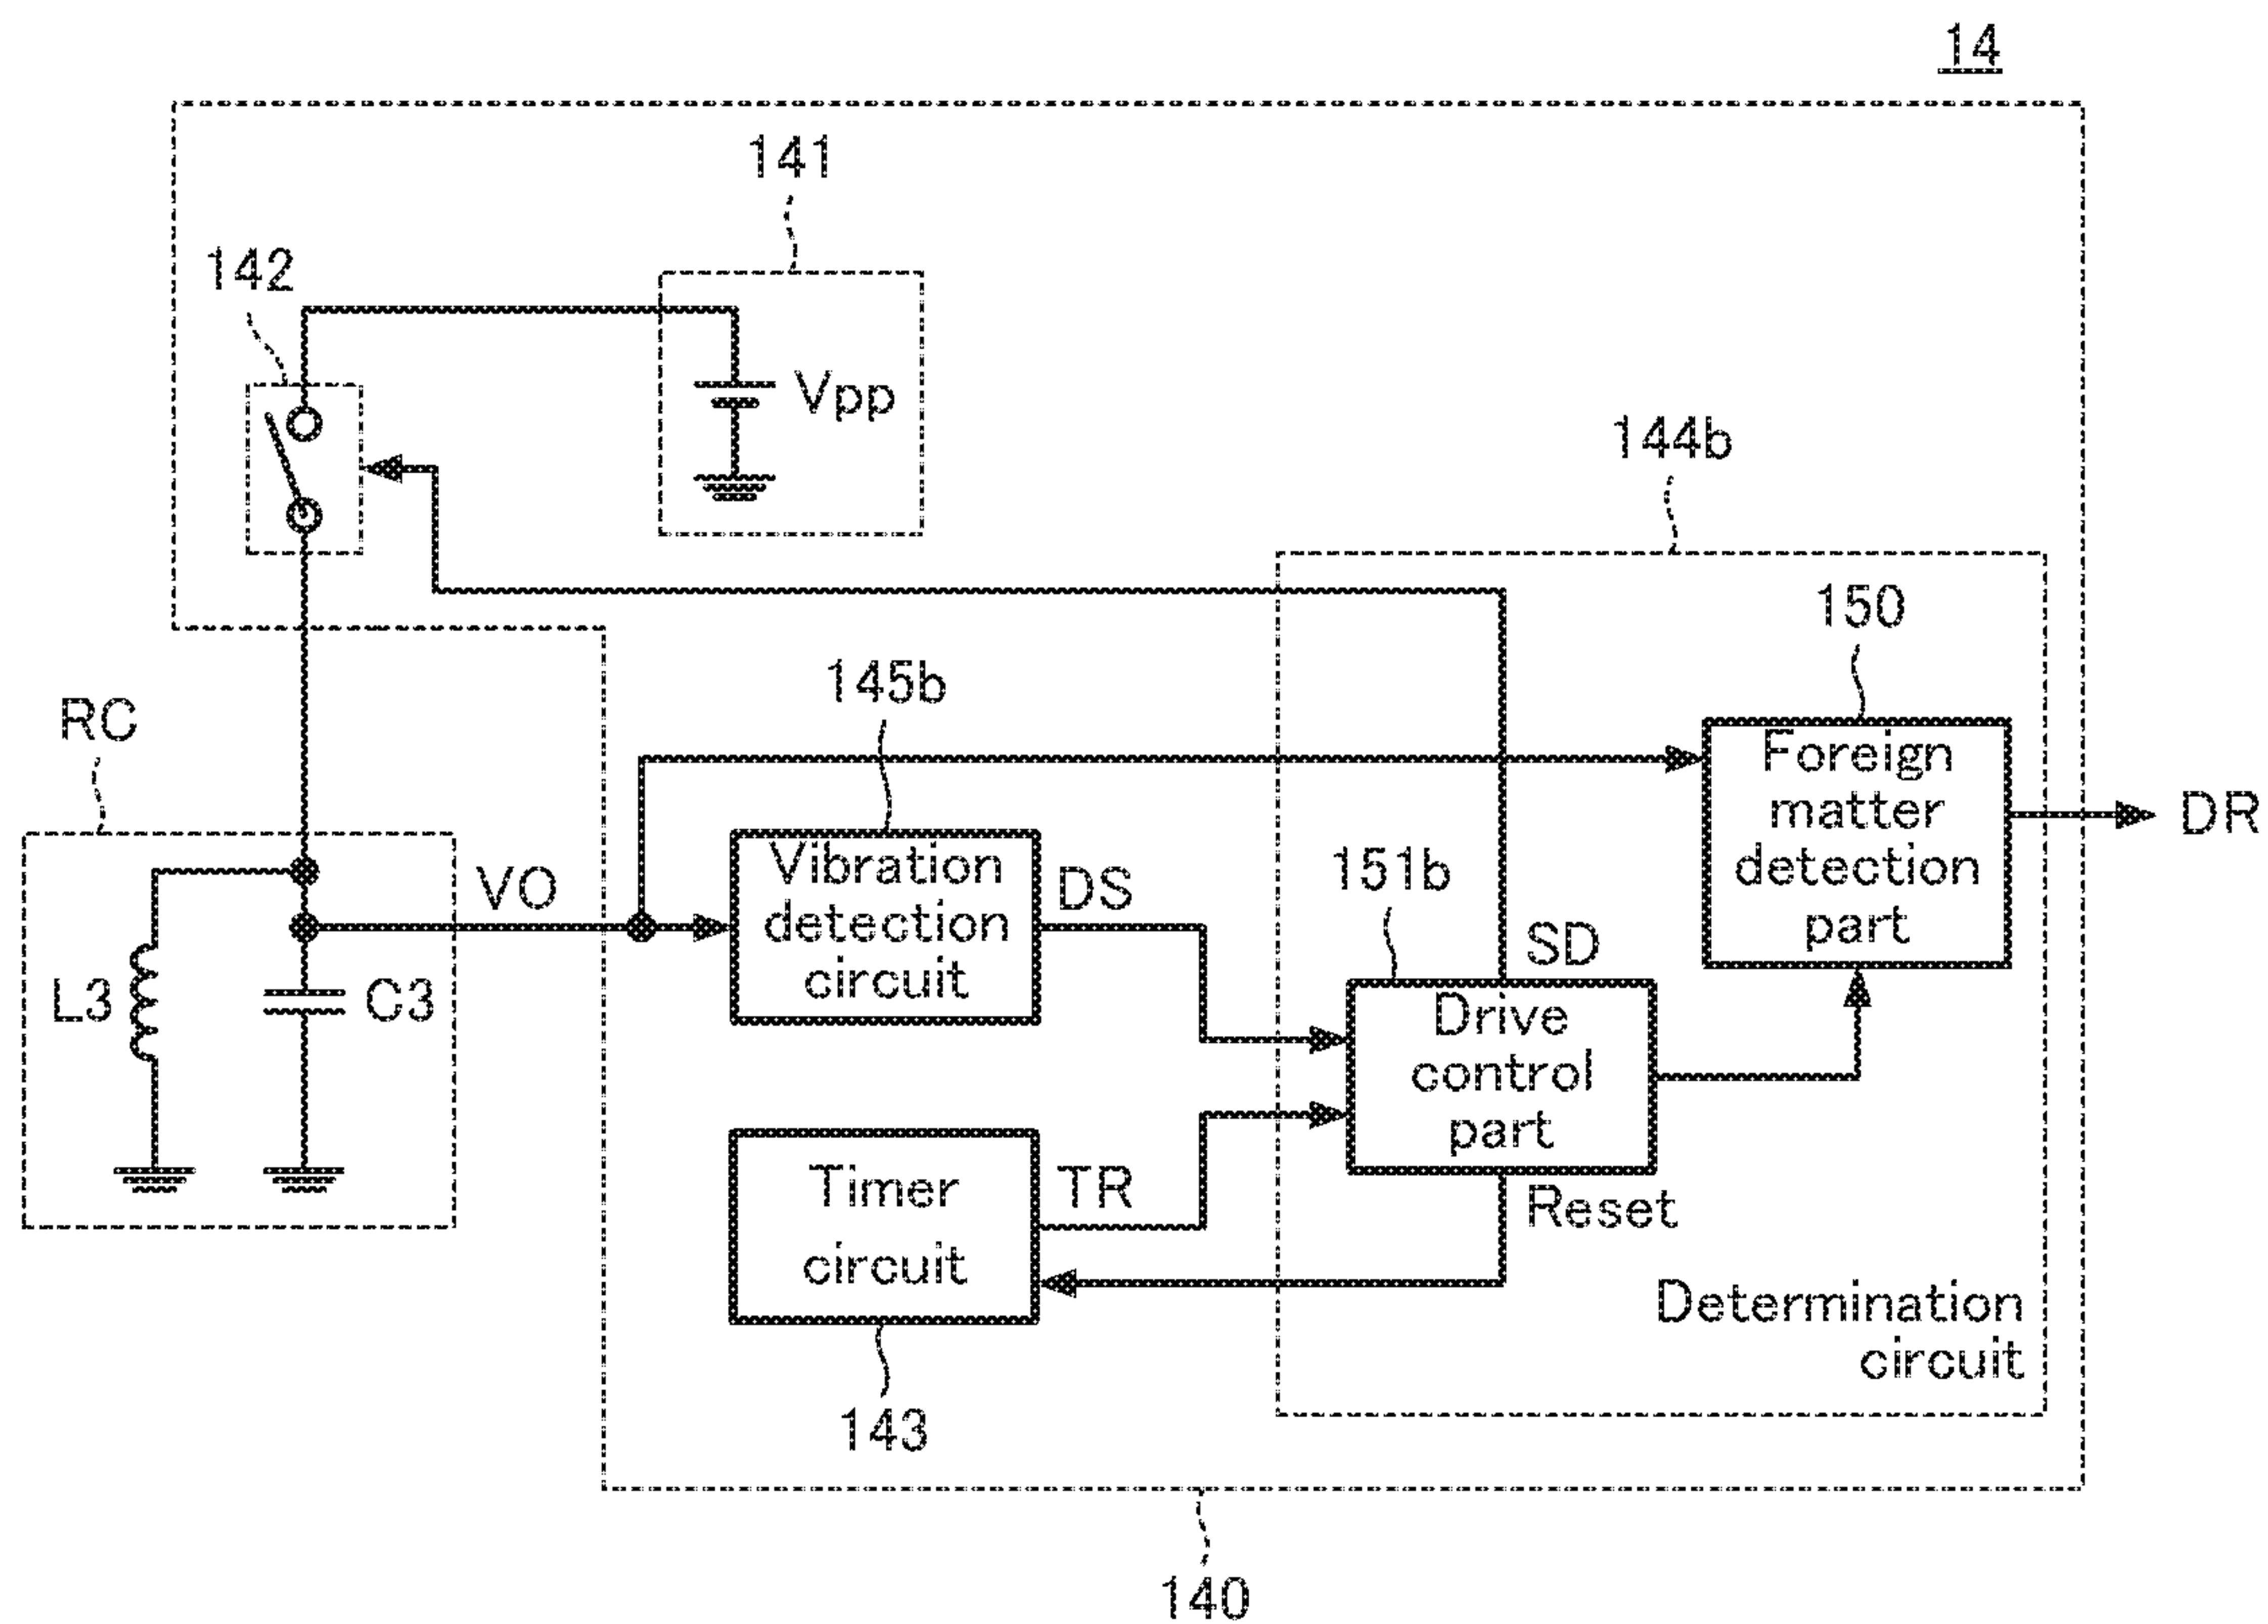 14
141
142
Vpp
144b
150
145b
RC
Foreign
matter
detection
part
DR
Vibration
detection
circuit
VO
DS
151b
SD
L3
C3
Drive
control
part
Timer
circuit
TR
Reset
Determination
circuit
143
140